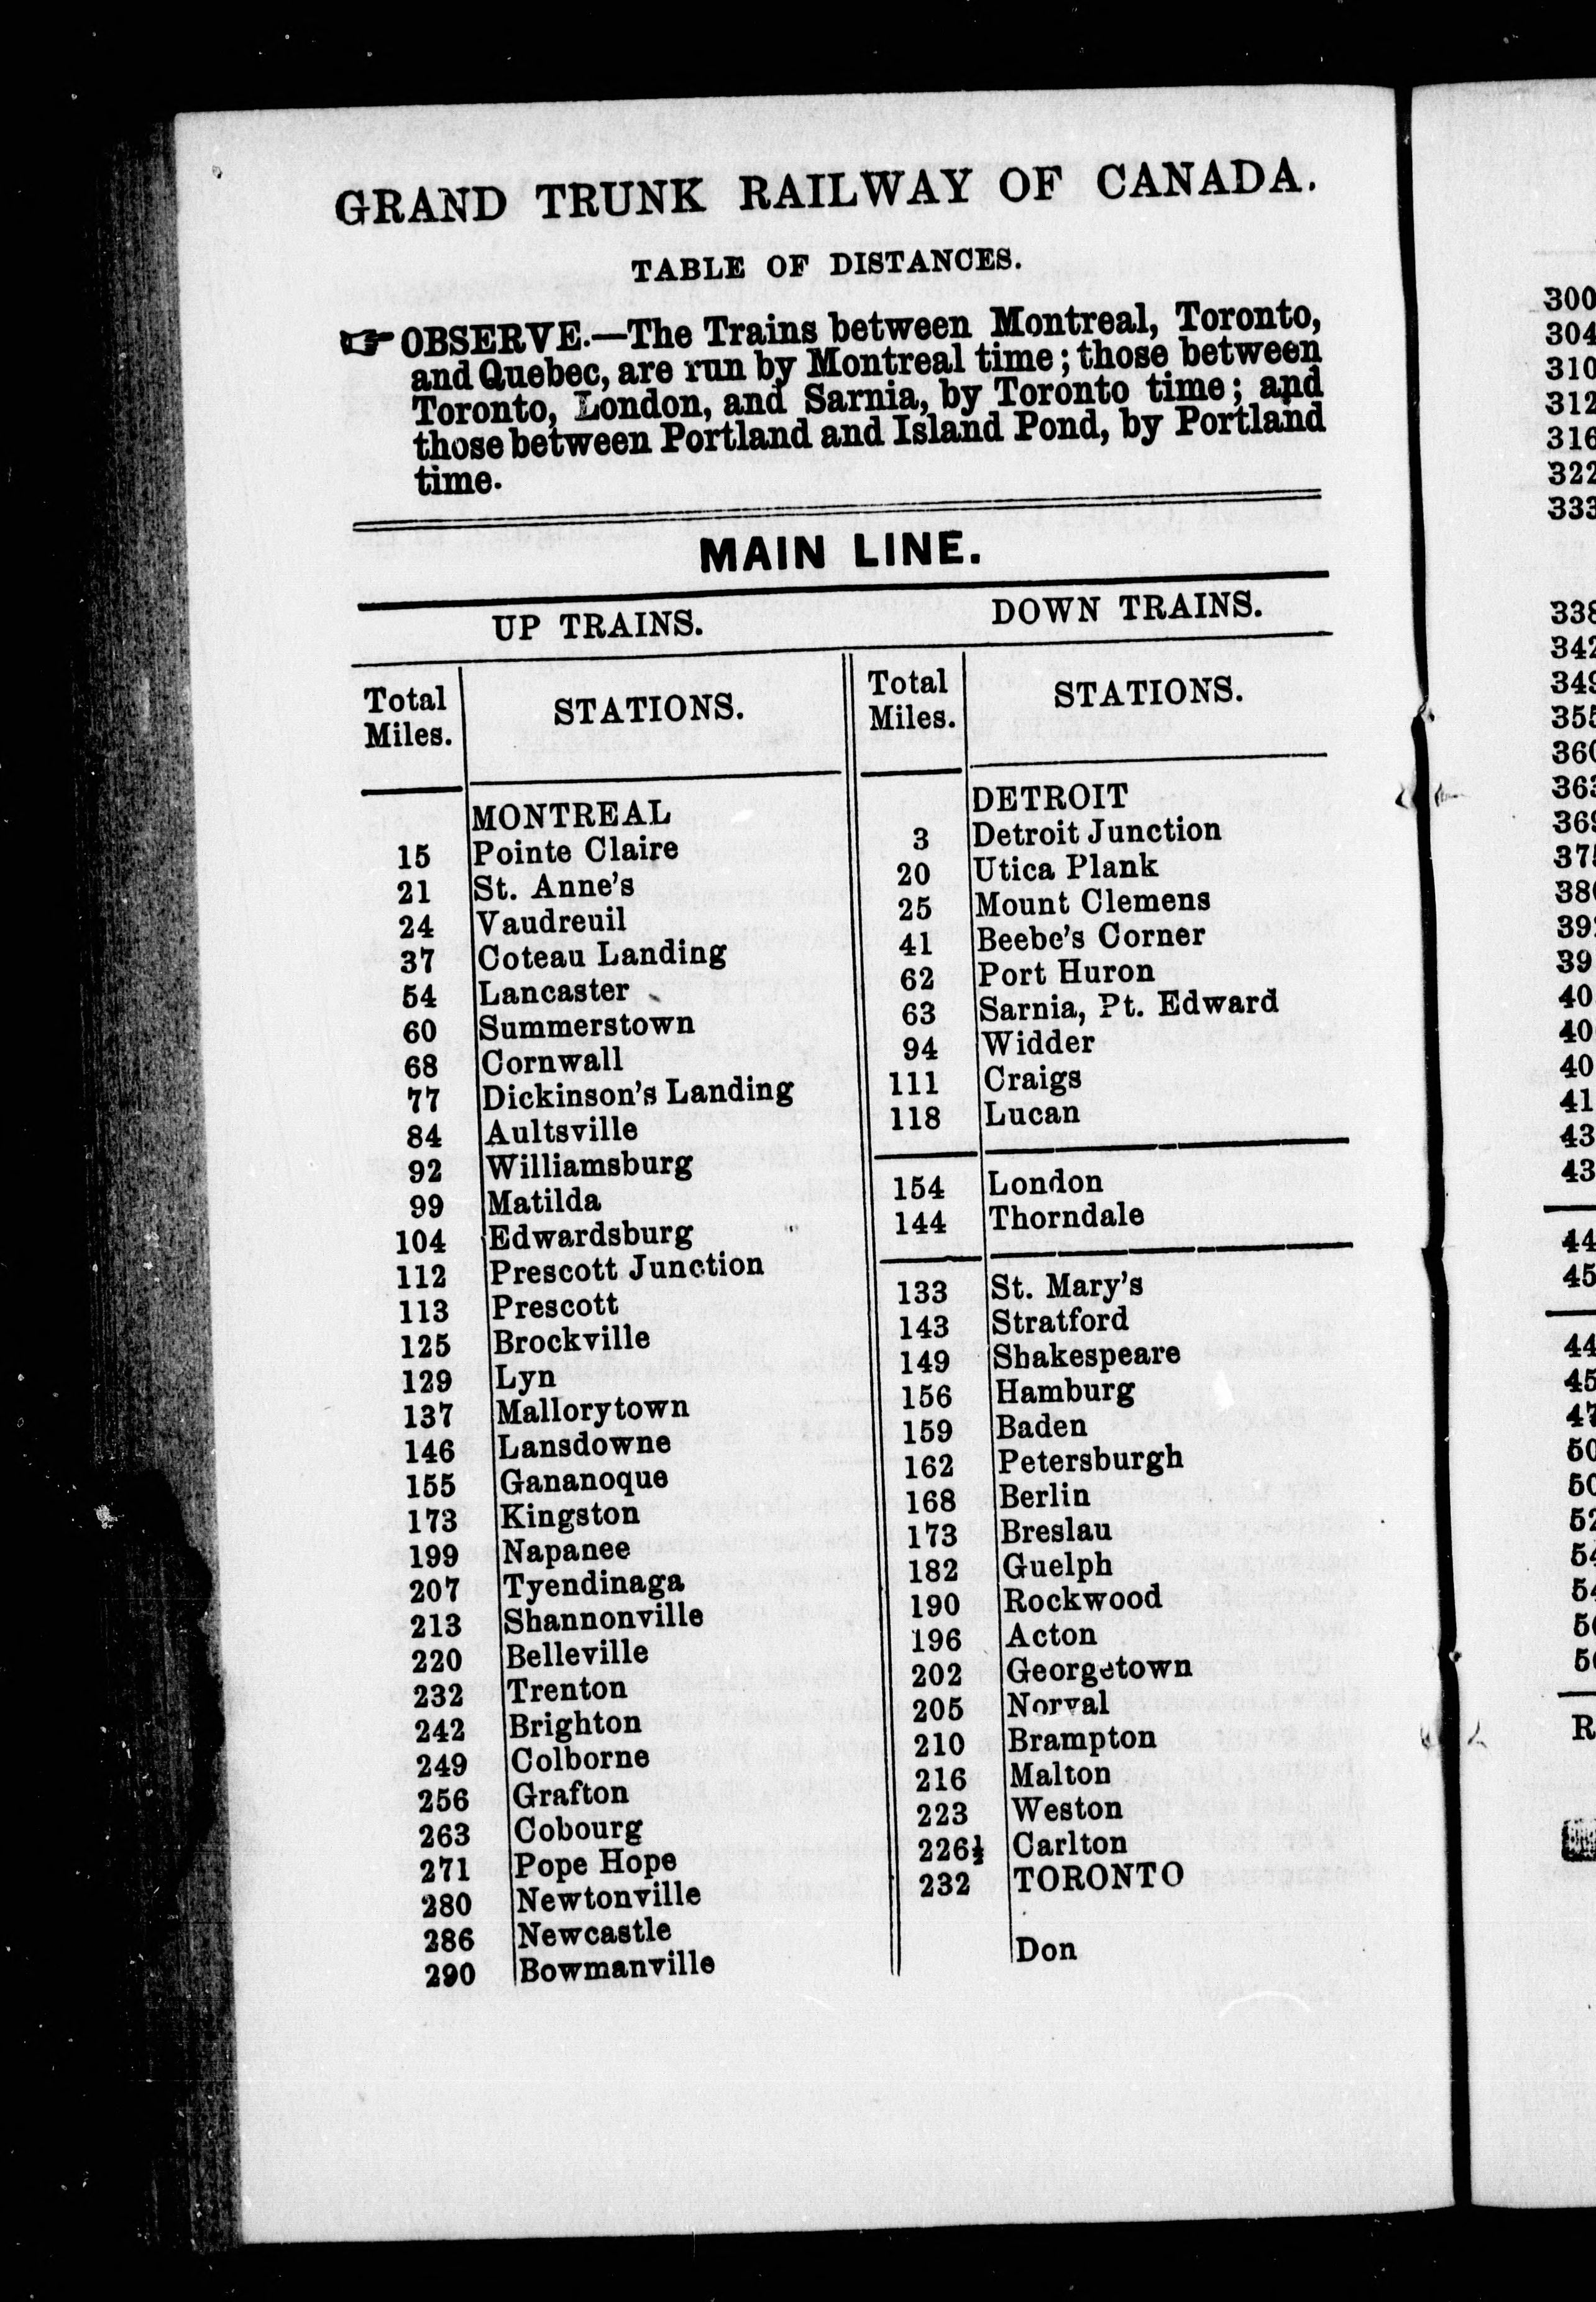 GRAND TRUNK RAILWAY OF CANADA.
TABLE OF DISTANCES.
☞ OBSERVE.—The Trains between Montreal, Toronto,
and Quebec, are run by Montreal time; those between
Toronto, London, and Sarnia, by Toronto time; and
those between Portland and Island Pond, by Portland
time.
MAIN LINE.
UP TRAINS.
Total
Miles.
STATIONS.
MONTREAL
15 Pointe Claire
21 St. Anne's
24 Vaudreuil
37 Coteau Landing
54 Lancaster
60 Summerstown
68 Cornwall
77 Dickinson's Landing
84 Aultsville
92 Williamsburg
99 Matilda
104 Edwardsburg
112 Prescott Junction
113 Prescott
125 Brockville
129 Lyn
137 Mallorytown
146 Lansdowne
155 Gananoque
173 Kingston
199 Napanee
207 Tyendinaga
213 Shannonville
220 Belleville
232 Trenton
242 Brighton
249 Colborne
256 Grafton
263 Cobourg
271 Pope Hope
280 Newtonville
286 Newcastle
290 Bowmanville
DOWN TRAINS.
Total
Miles.
STATIONS.
DETROIT
3 Detroit Junction
20 Utica Plank
25 Mount Clemens
41 Beebe's Corner
62 Port Huron
63 Sarnia, Pt. Edward
94 Widder
111 Craigs
118 Lucan
154 London
144 Thorndale
133 St. Mary's
143 Stratford
149 Shakespeare
156 Hamburg
159 Baden
162 Petersburgh
168 Berlin
173 Breslau
182 Guelph
190 Rockwood
196 Acton
202 Georgetown
205 Norval
210 Brampton
216 Malton
223 Weston
226½ Carlton
232 TORONTO
Don
300
304
310
312
316
322
333